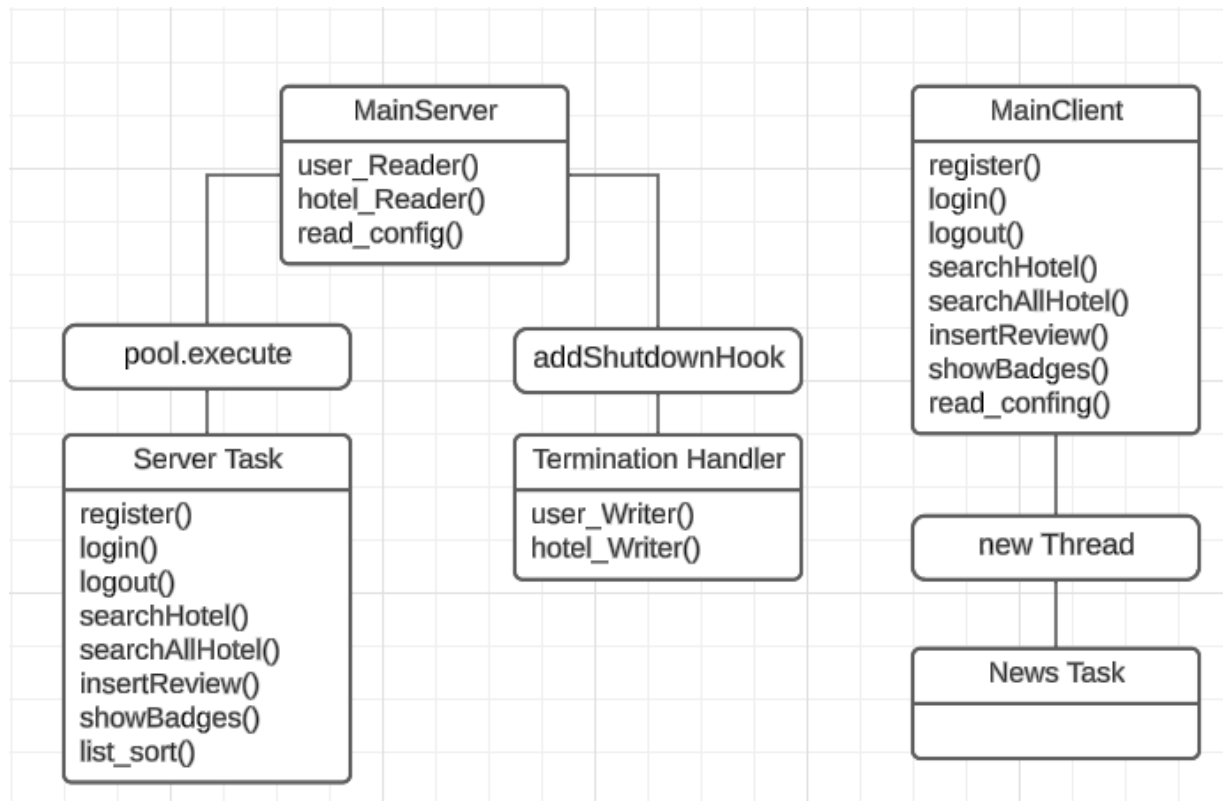 MainServer
user_Reader()
hotel_Reader()
read_config()
pool.execute
addShutdownHook
Server Task
register()
login()
logout()
searchHotel()
searchAllHotel()
insertReview()
showBadges()
list_sort()
Termination Handler
user_Writer()
hotel_Writer()
MainClient
register()
login()
logout()
searchHotel()
searchAllHotel()
insertReview()
showBadges()
read_confing()
new Thread
News Task